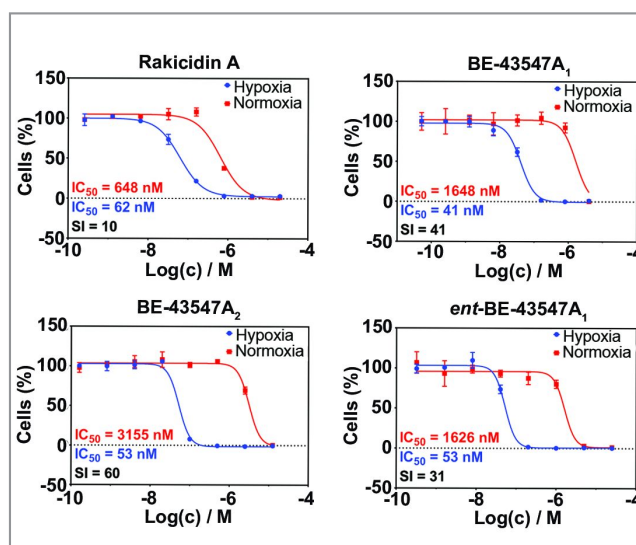 Rakicidin A
Hypoxia
Normoxia
Cells (%)
150
100
50
0
-50
IC50 = 648 nM
IC50 = 62 nM
SI = 10
-10
-8
-6
-4
Log(c) / M
BE-43547A1
Hypoxia
Normoxia
Cells (%)
150
100
50
0
-50
IC50 = 1648 nM
IC50 = 41 nM
SI = 41
-10
-8
-6
-4
Log(c) / M
BE-43547A2
Hypoxia
Normoxia
Cells (%)
150
100
50
0
-50
IC50 = 3155 nM
IC50 = 53 nM
SI = 60
-10
-8
-6
-4
Log(c) / M
ent-BE-43547A1
Hypoxia
Normoxia
Cells (%)
150
100
50
0
-50
IC50 = 1626 nM
IC50 = 53 nM
SI = 31
-10
-8
-6
-4
Log(c) / M